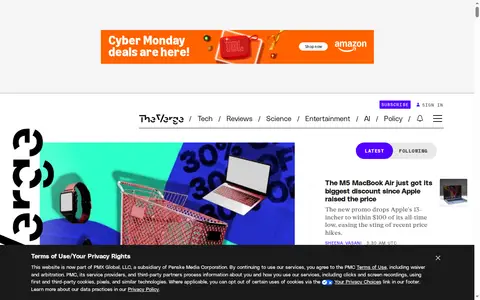 Cyber Monday
deals are here!
Shop now
amazon
SUBSCRIBE
SIGN IN
TheVerge / Tech / Reviews / Science / Entertainment / AI / Policy /
Verge
30% OFF
LATEST
FOLLOWING
The M5 MacBook Air just got its
biggest discount since Apple
raised the price
The new promo drops Apple's 13-
inch to within $100 of its all-time
low, easing the sting of recent
price hikes.
SHEENA VASANI 3:30 AM UTC
Terms of Use/Your Privacy Rights
This website is now part of PMX Global, LLC, a subsidiary of Penske Media Corporation. By continuing to use our services, you agree to the PMC Terms of Use, including waiver
and arbitration. PMC, its service providers, and third-party partners process information about you and how you use our services, including clicks and screen recordings, using
first and third-party cookies, pixels, and similar technologies. Where applicable, you can opt out of certain uses of cookies via the Your Privacy Choices link in our footer.
Learn more about our data practices in our Privacy Policy.